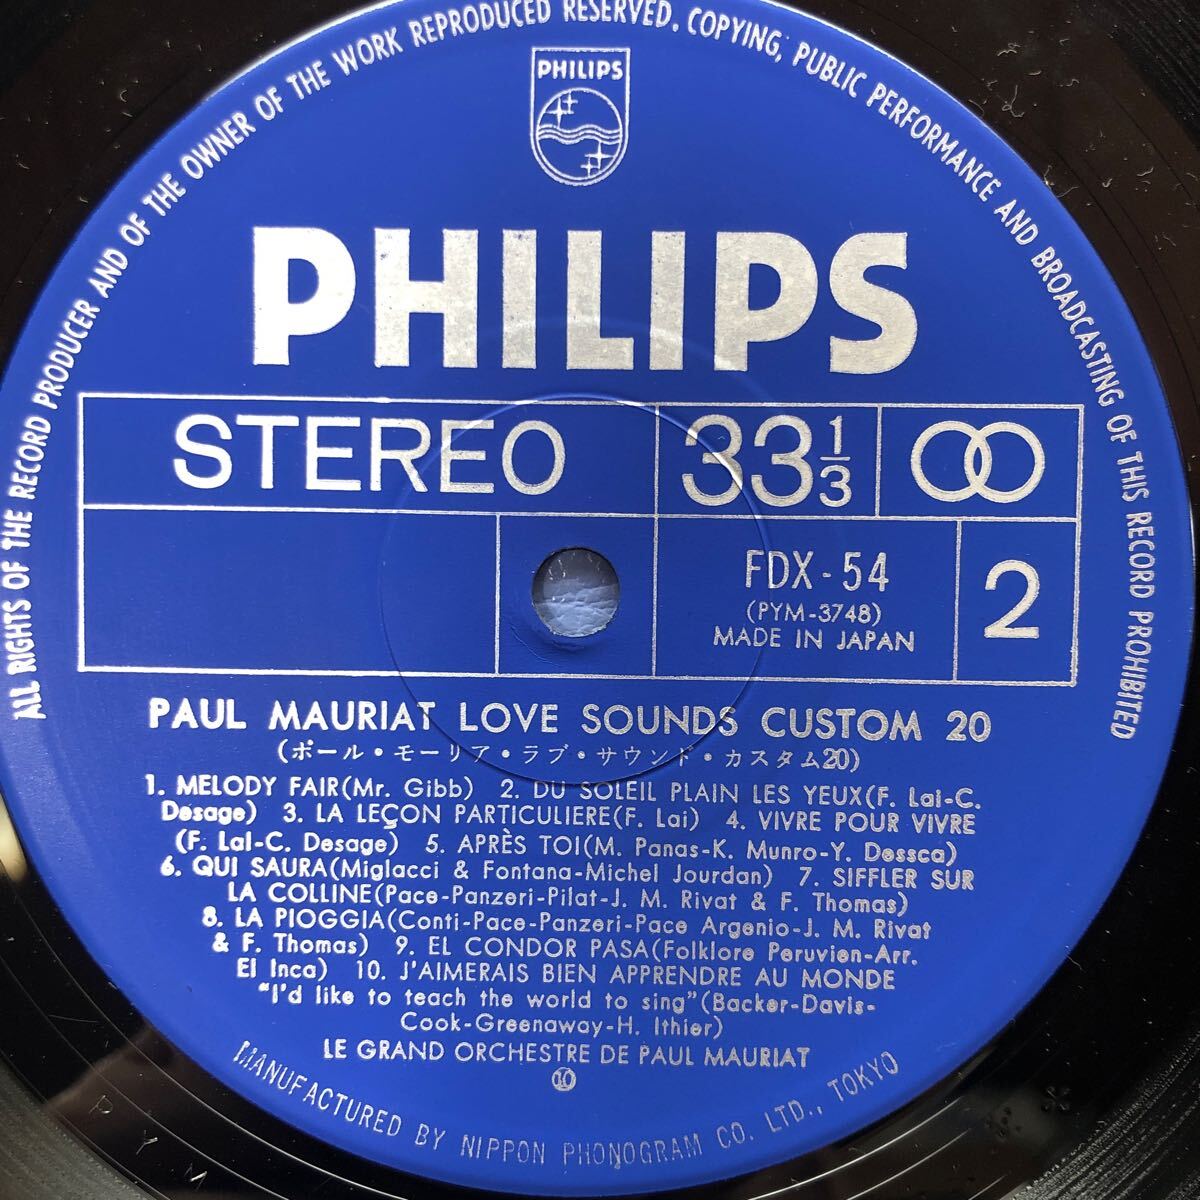 ALL RIGHTS OF THE RECORD PRODUCER AND OF THE OWNER OF THE WORK REPRODUCED RESERVED. COPYING, PUBLIC PERFORMANCE AND BROADCASTING OF THIS RECORD PROHIBITED
PHILIPS
PHILIPS
STEREO 33 1/3
FDX-54
(PYM-3748)
MADE IN JAPAN
2
PAUL MAURIAT LOVE SOUNDS CUSTOM 20
(ポール・モーリア・ラブ・サウンド・カスタム20)
1. MELODY FAIR(Mr. Gibb) 2. DU SOLEIL PLAIN LES YEUX(F. Lai-C.
Desage) 3. LA LEÇON PARTICULIERE(F. Lai) 4. VIVRE POUR VIVRE
(F. Lal-C. Desage) 5. APRÈS TOI(M. Panas-K. Munro-Y. Dessca)
6. QUI SAURA(Miglacci & Fontana-Michel Jourdan) 7. SIFFLER SUR
LA COLLINE(Pace-Panzeri-Pilat-J. M. Rivat & F. Thomas)
8. LA PIOGGIA(Conti-Pace-Panzeri-Pace Argenio-J. M. Rivat
& F. Thomas) 9. EL CONDOR PASA(Folklore Peruvien-Arr.
El Inca) 10. J'AIMERAIS BIEN APPRENDRE AU MONDE
"I'd like to teach the world to sing"(Backer-Davis-
Cook-Greenaway-H. Ithier)
LE GRAND ORCHESTRE DE PAUL MAURIAT
10
MANUFACTURED BY NIPPON PHONOGRAM CO. LTD., TOKYO
P Y M